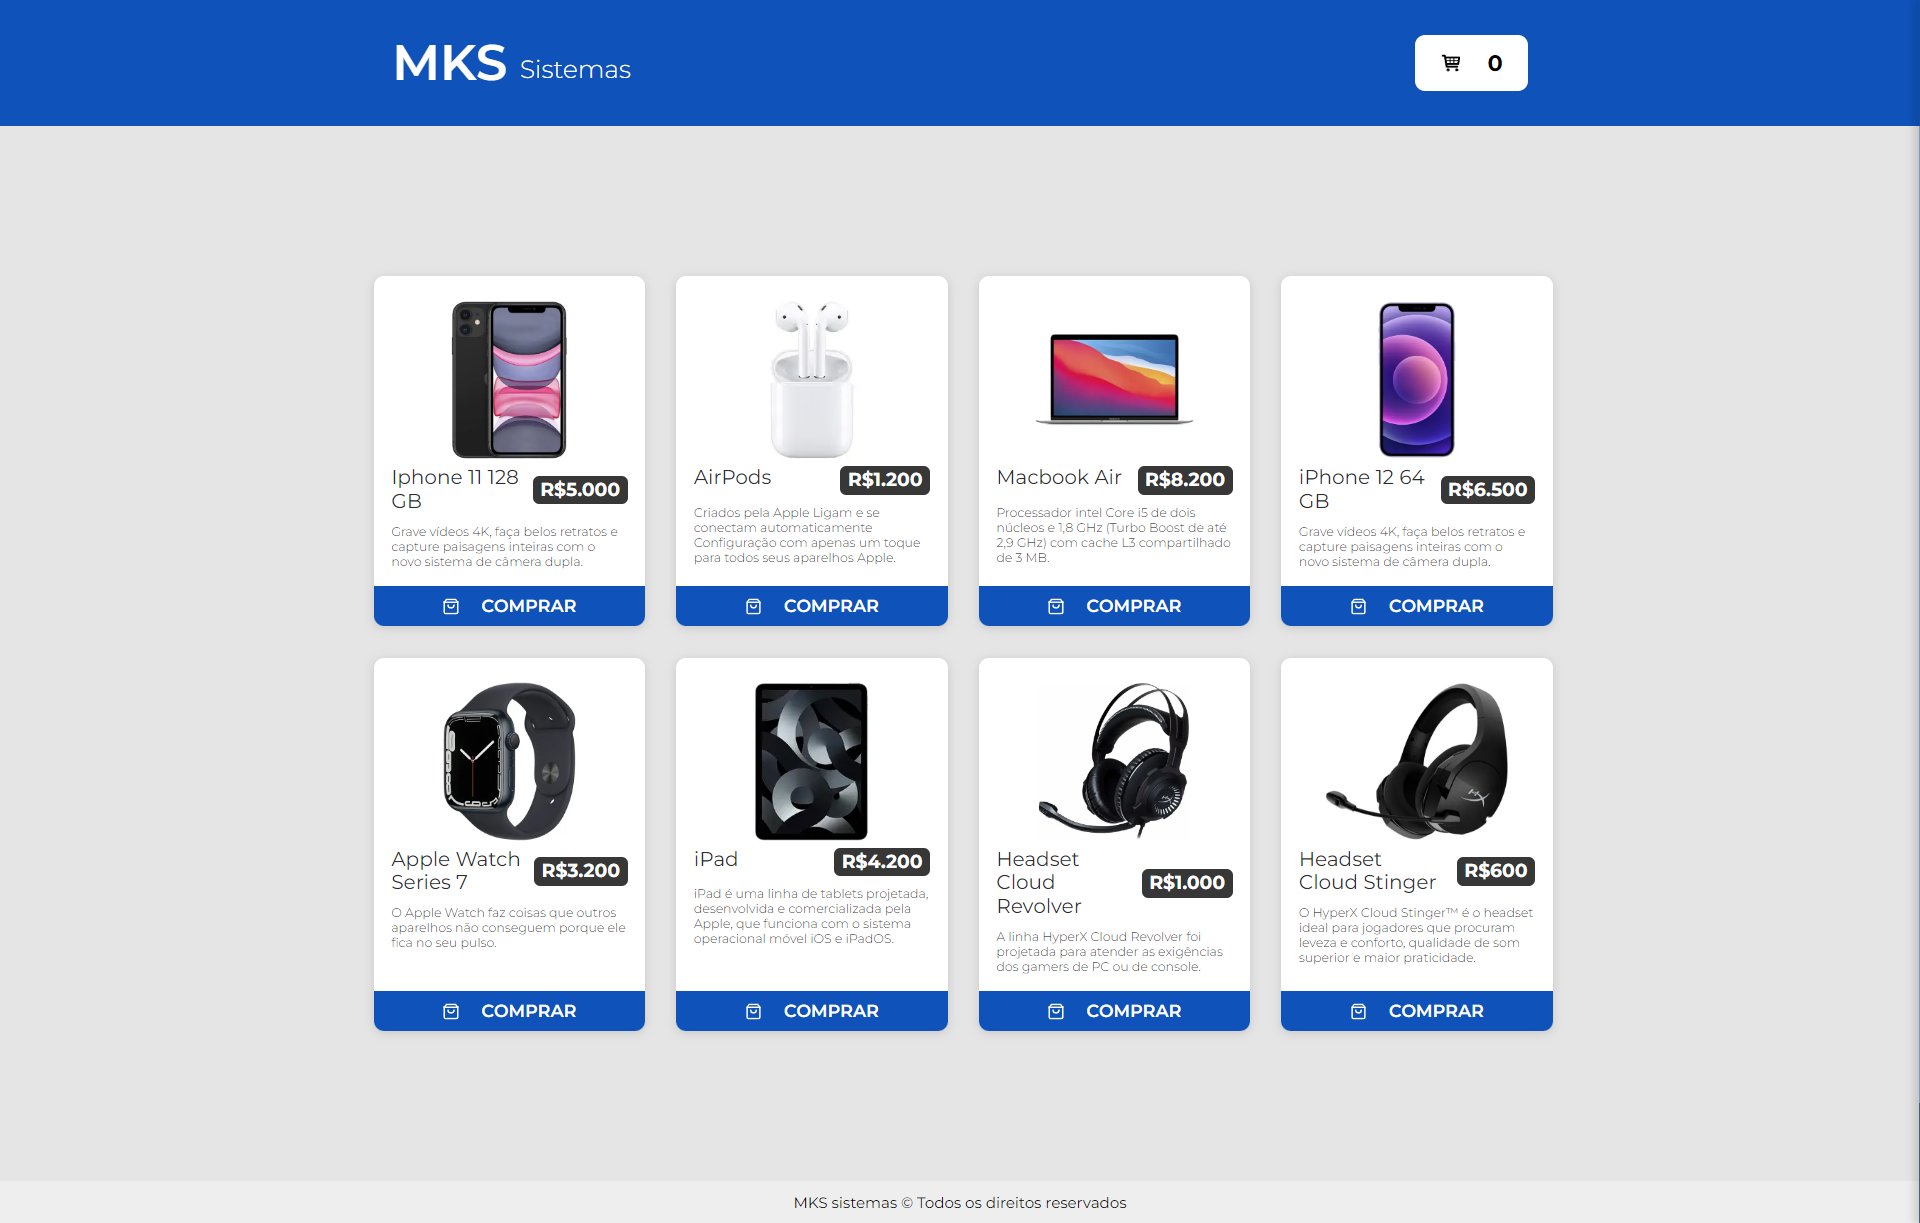 MKS Sistemas
0
Iphone 11 128
GB
R$5.000
Grave vídeos 4K, faça belos retratos e
capture paisagens inteiras com o
novo sistema de câmera dupla.
COMPRAR
AirPods
R$1.200
Criados pela Apple Ligam e se
conectam automaticamente
Configuração com apenas um toque
para todos seus aparelhos Apple.
COMPRAR
Macbook Air
R$8.200
Processador intel Core i5 de dois
núcleos e 1,8 GHz (Turbo Boost de até
2,9 GHz) com cache L3 compartilhado
de 3 MB.
COMPRAR
iPhone 12 64
GB
R$6.500
Grave vídeos 4K, faça belos retratos e
capture paisagens inteiras com o
novo sistema de câmera dupla.
COMPRAR
Apple Watch
Series 7
R$3.200
O Apple Watch faz coisas que outros
aparelhos não conseguem porque ele
fica no seu pulso.
COMPRAR
iPad
R$4.200
iPad é uma linha de tablets projetada,
desenvolvida e comercializada pela
Apple, que funciona com o sistema
operacional móvel iOS e iPadOS.
COMPRAR
Headset
Cloud
Revolver
R$1.000
A linha HyperX Cloud Revolver foi
projetada para atender as exigências
dos gamers de PC ou de console.
COMPRAR
Headset
Cloud Stinger
R$600
O HyperX Cloud Stinger™ é o headset
ideal para jogadores que procuram
leveza e conforto, qualidade de som
superior e maior praticidade.
COMPRAR
MKS sistemas © Todos os direitos reservados